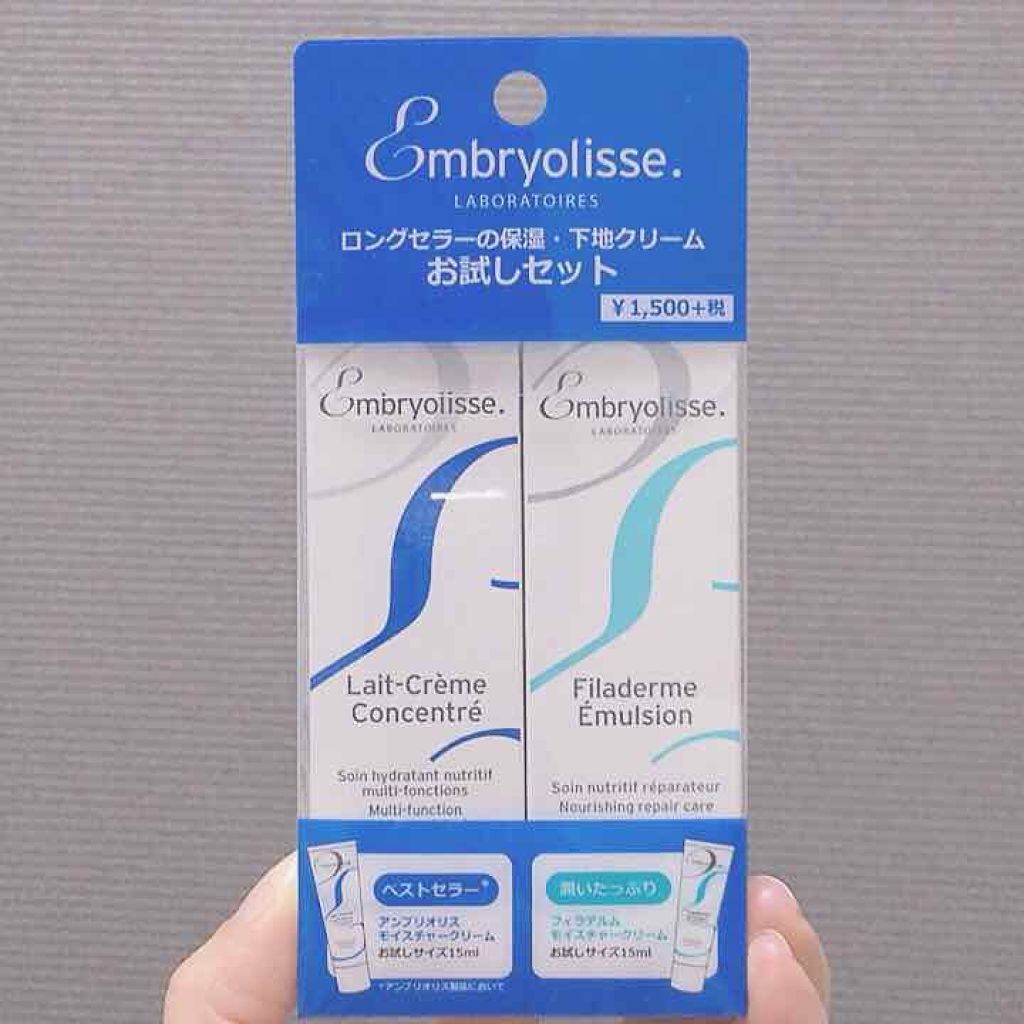 Embryolisse.
LABORATOIRES
ロングセラーの保湿・下地クリーム
お試しセット
¥1,500+税
Embryolisse.
LABORATOIRES
Lait-Crème
Concentré
Soin hydratant nutritif
multi-fonctions
Multi-function
Embryolisse.
LABORATOIRES
Filaderme
Émulsion
Soin nutritif réparateur
Nourishing repair care
ベストセラー*
アンブリオリス
モイスチャークリーム
お試しサイズ15ml
*アンブリオリス製品において
潤いたっぷり
フィラデルム
モイスチャークリーム
お試しサイズ15ml